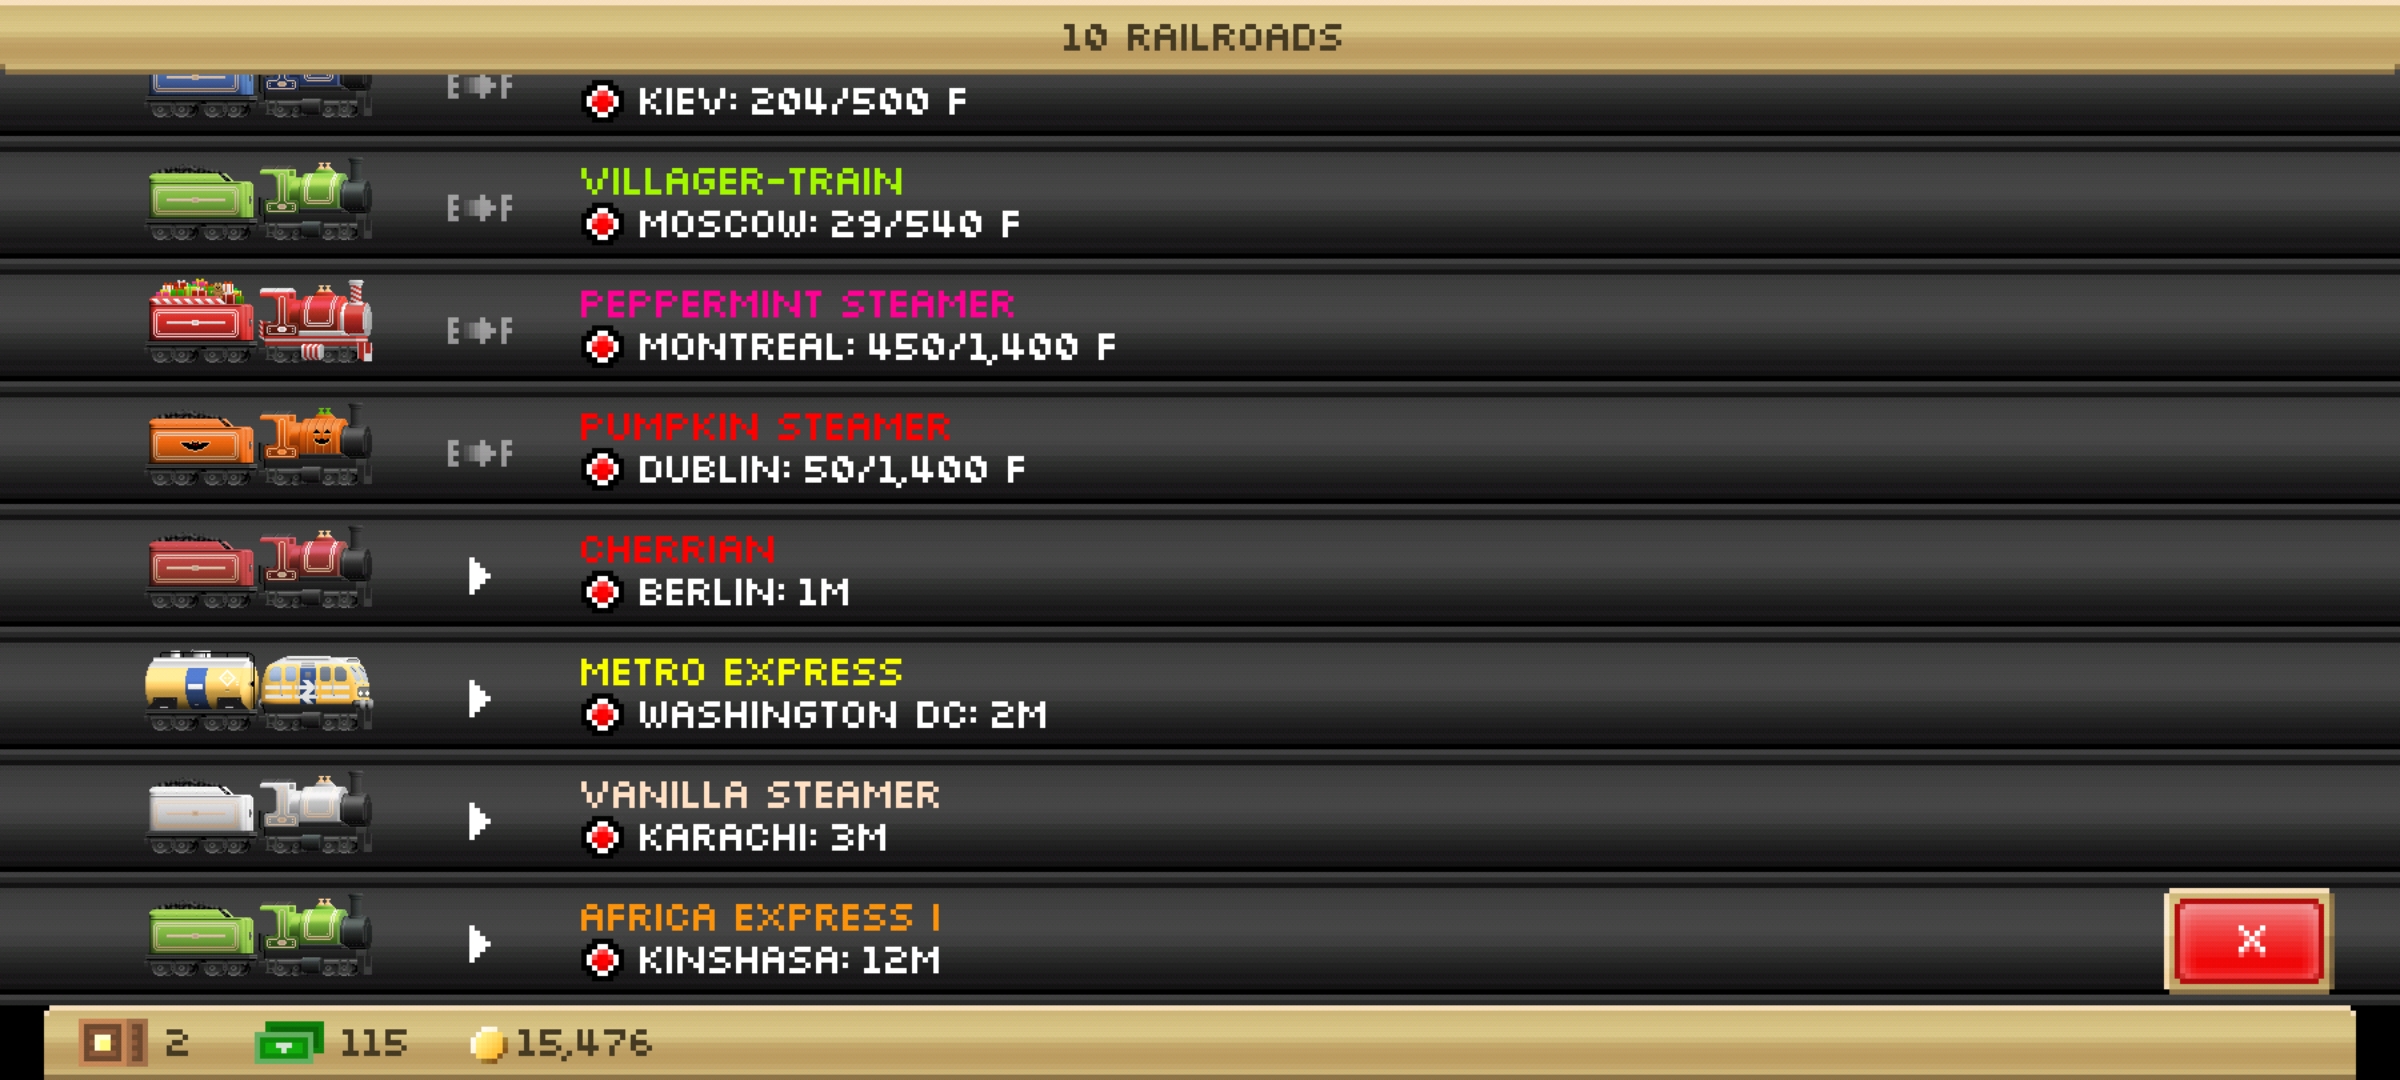 10 RAILROADS
E F
KIEV: 204/500 F
VILLAGER-TRAIN
E F
MOSCOW: 29/540 F
PEPPERMINT STEAMER
E F
MONTREAL: 450/1,400 F
PUMPKIN STEAMER
E F
DUBLIN: 50/1,400 F
CHERRIAN
BERLIN: 1M
METRO EXPRESS
WASHINGTON DC: 2M
VANILLA STEAMER
KARACHI: 3M
AFRICA EXPRESS I
KINSHASA: 12M
X
2 115 15,476